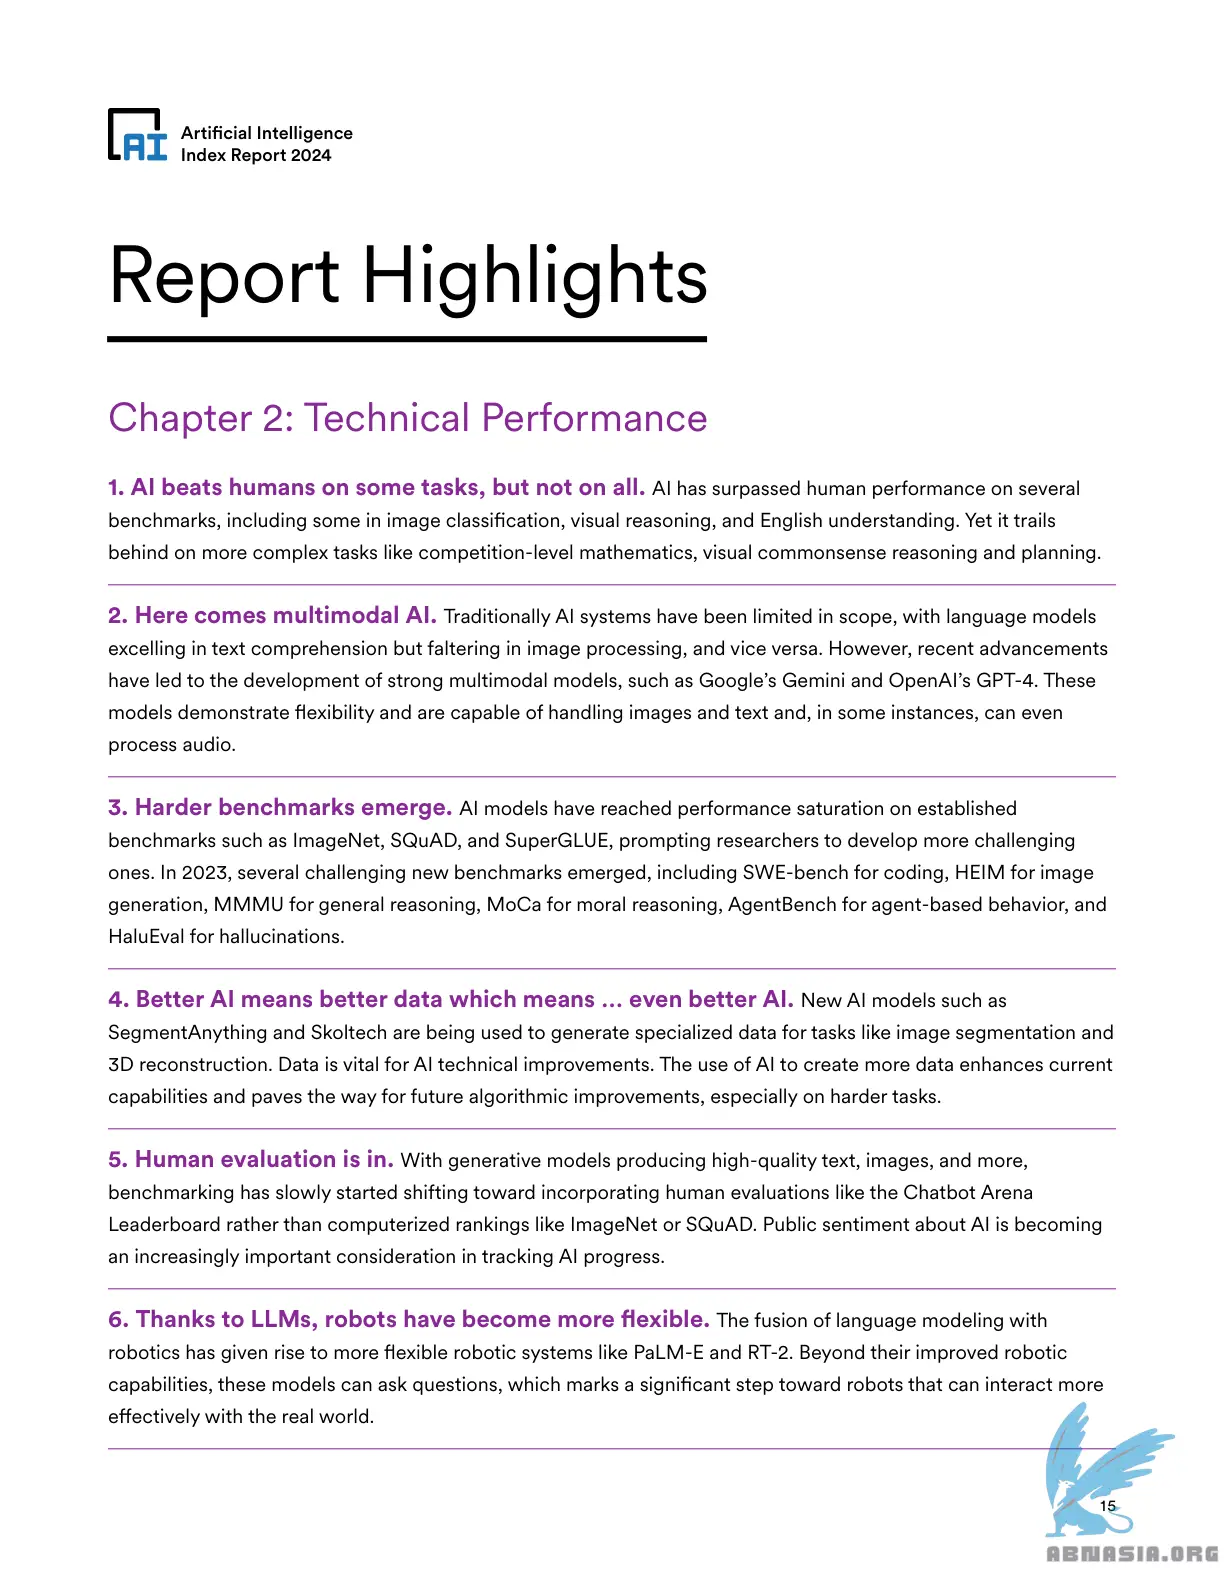 AI
Artificial Intelligence
Index Report 2024
Report Highlights
Chapter 2: Technical Performance
1. AI beats humans on some tasks, but not on all. AI has surpassed human performance on several
benchmarks, including some in image classification, visual reasoning, and English understanding. Yet it trails
behind on more complex tasks like competition-level mathematics, visual commonsense reasoning and planning.
2. Here comes multimodal AI. Traditionally AI systems have been limited in scope, with language models
excelling in text comprehension but faltering in image processing, and vice versa. However, recent advancements
have led to the development of strong multimodal models, such as Google’s Gemini and OpenAI’s GPT-4. These
models demonstrate flexibility and are capable of handling images and text and, in some instances, can even
process audio.
3. Harder benchmarks emerge. AI models have reached performance saturation on established
benchmarks such as ImageNet, SQuAD, and SuperGLUE, prompting researchers to develop more challenging
ones. In 2023, several challenging new benchmarks emerged, including SWE-bench for coding, HEIM for image
generation, MMMU for general reasoning, MoCa for moral reasoning, AgentBench for agent-based behavior, and
HaluEval for hallucinations.
4. Better AI means better data which means … even better AI. New AI models such as
SegmentAnything and Skoltech are being used to generate specialized data for tasks like image segmentation and
3D reconstruction. Data is vital for AI technical improvements. The use of AI to create more data enhances current
capabilities and paves the way for future algorithmic improvements, especially on harder tasks.
5. Human evaluation is in. With generative models producing high-quality text, images, and more,
benchmarking has slowly started shifting toward incorporating human evaluations like the Chatbot Arena
Leaderboard rather than computerized rankings like ImageNet or SQuAD. Public sentiment about AI is becoming
an increasingly important consideration in tracking AI progress.
6. Thanks to LLMs, robots have become more flexible. The fusion of language modeling with
robotics has given rise to more flexible robotic systems like PaLM-E and RT-2. Beyond their improved robotic
capabilities, these models can ask questions, which marks a significant step toward robots that can interact more
effectively with the real world.
15
ABNASIA.ORG